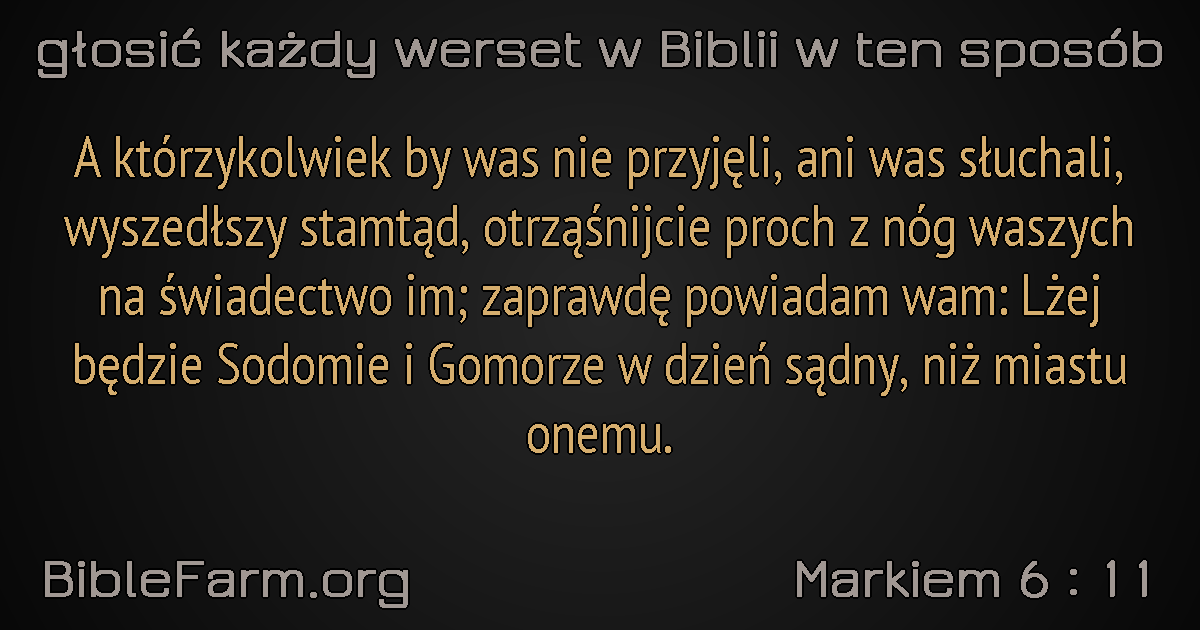 głosić każdy werset w Biblii w ten sposób
A którzykolwiek by was nie przyjęli, ani was słuchali,
wyszedłszy stamtąd, otrząśnijcie proch z nóg waszych
na świadectwo im; zaprawdę powiadam wam: Lżej
będzie Sodomie i Gomorze w dzień sądny, niż miastu
onemu.
BibleFarm.org
Markiem 6 : 11